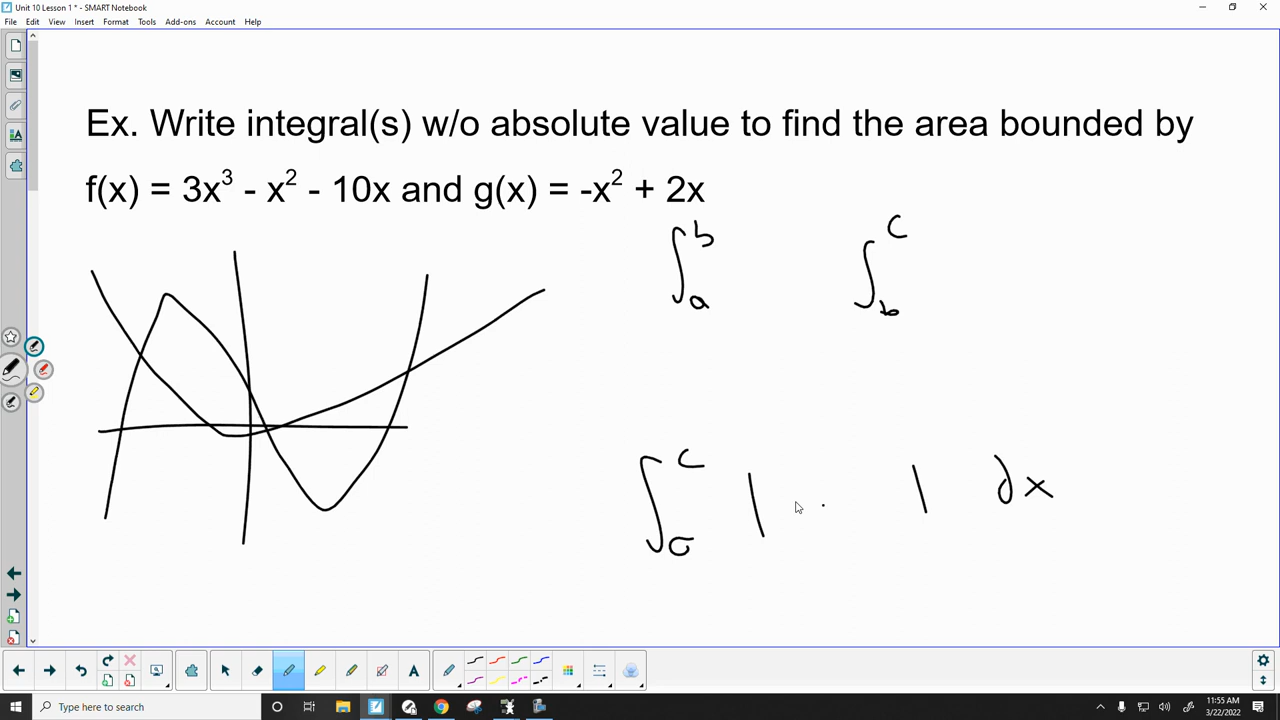 Unit 10 Lesson 1 * - SMART Notebook
File Edit View Insert Format Tools Add-ons Account Help
Ex. Write integral(s) w/o absolute value to find the area bounded by
f(x) = 3x³ - x² - 10x and g(x) = -x² + 2x
∫ₐᵇ ∫_b^c
∫ₐᶜ | | dx
A
Type here to search
11:55 AM
3/22/2022